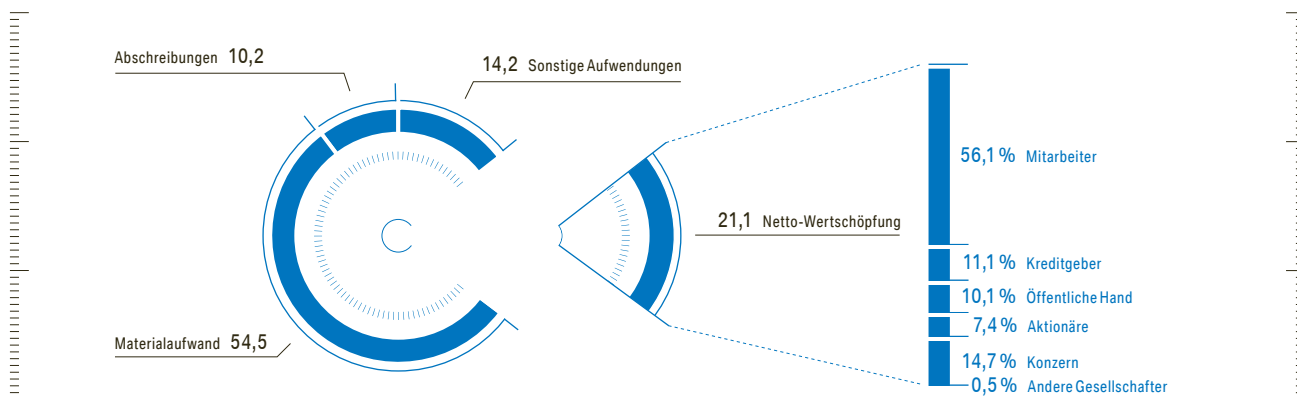 Abschreibungen 10,2
14,2 Sonstige Aufwendungen
56,1 % Mitarbeiter
21,1 Netto-Wertschöpfung
11,1 % Kreditgeber
10,1 % Öffentliche Hand
7,4 % Aktionäre
Materialaufwand 54,5
14,7 % Konzern
0,5 % Andere Gesellschafter